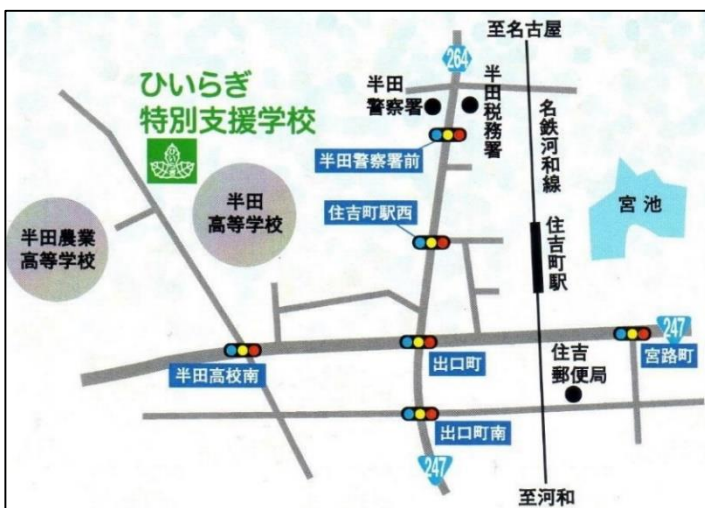 至名古屋
264
ひいらぎ
特別支援学校
半田
警察署
半田税務署
名鉄河和線
半田警察署前
半田
高等学校
住吉町駅西
宮池
半田農業
高等学校
住吉町駅
247
半田高校南
出口町
住吉
郵便局
宮路町
出口町南
247
至河和